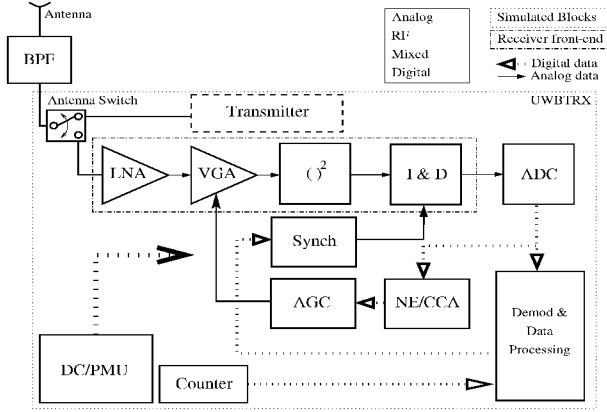 Antenna
BPF
Antenna Switch
Transmitter
Analog
RF
Mixed
Digital
Simulated Blocks
Receiver front-end
Digital data
Analog data
UWBTRX
LNA
VGA
( )2
I & D
ADC
Synch
AGC
NE/CCA
Demod &
Data
Processing
DC/PMU
Counter